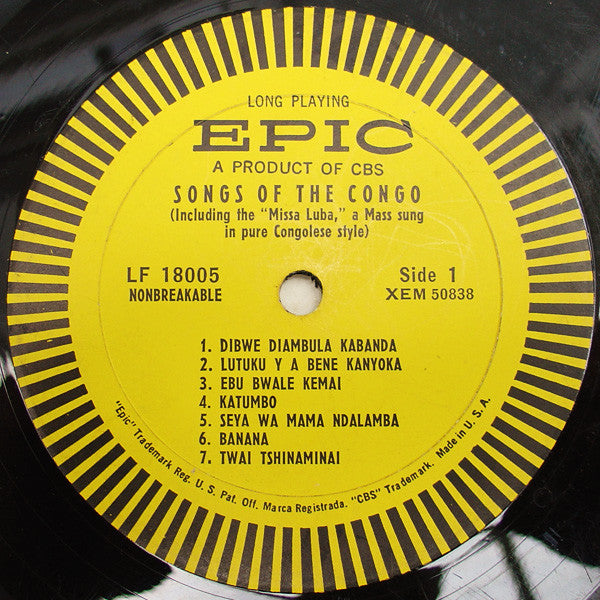 LONG PLAYING
EPIC
A PRODUCT OF CBS
SONGS OF THE CONGO
(Including the "Missa Luba," a Mass sung
in pure Congolese style)
LF 18005
Side 1
NONBREAKABLE
XEM 50838
1. DIBWE DIAMBULA KABANDA
2. LUTUKU Y A BENE KANYOKA
3. EBU BWALE KEMAI
4. KATUMBO
5. SEYA WA MAMA NDALAMBA
6. BANANA
7. TWAI TSHINAMINAI
"Epic" Trademark Reg. U. S. Pat. Off. Marca Registrada. "CBS" Trademark. Made in U. S. A.